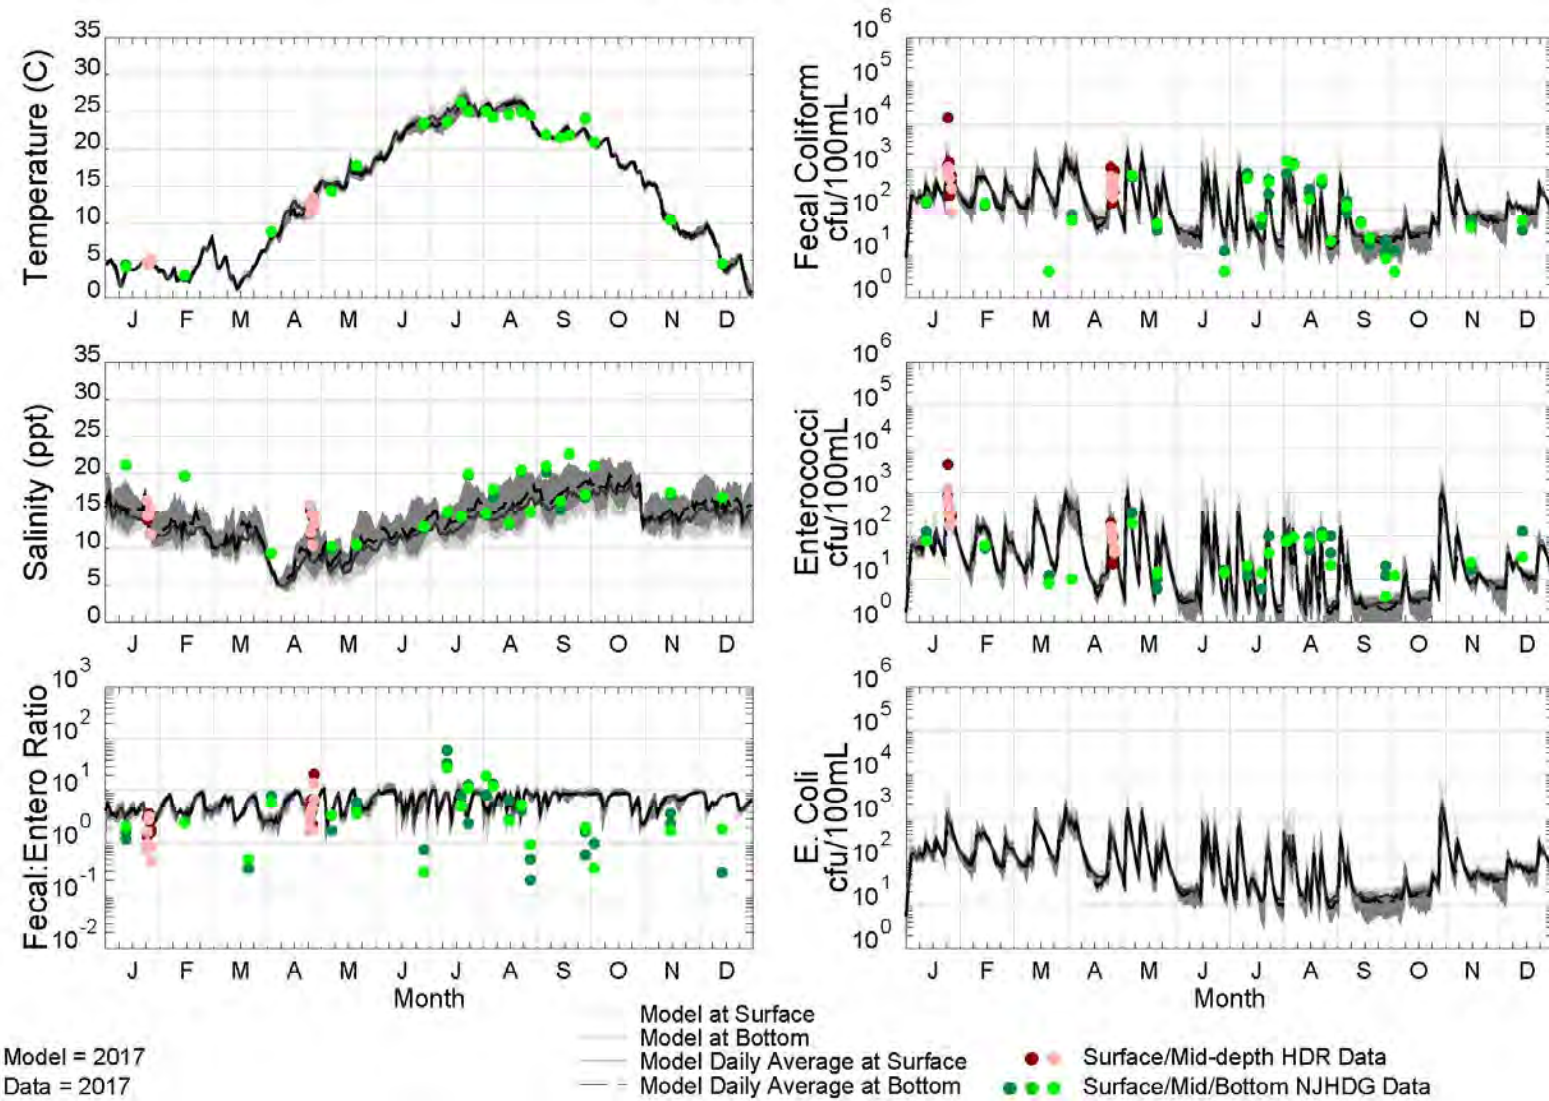 Temperature (C)
35
30
25
20
15
10
5
0
J F M A M J J A S O N D
Fecal Coliform
cfu/100mL
10^6
10^5
10^4
10^3
10^2
10^1
10^0
J F M A M J J A S O N D
Salinity (ppt)
35
30
25
20
15
10
5
0
J F M A M J J A S O N D
Enterococci
cfu/100mL
10^6
10^5
10^4
10^3
10^2
10^1
10^0
J F M A M J J A S O N D
Fecal:Entero Ratio
10^3
10^2
10^1
10^0
10^-1
10^-2
J F M A M J J A S O N D
Month
E. Coli
cfu/100mL
10^6
10^5
10^4
10^3
10^2
10^1
10^0
J F M A M J J A S O N D
Month
Model at Surface
Model at Bottom
Model Daily Average at Surface
Model Daily Average at Bottom
Surface/Mid-depth HDR Data
Surface/Mid/Bottom NJHDG Data
Model = 2017
Data = 2017